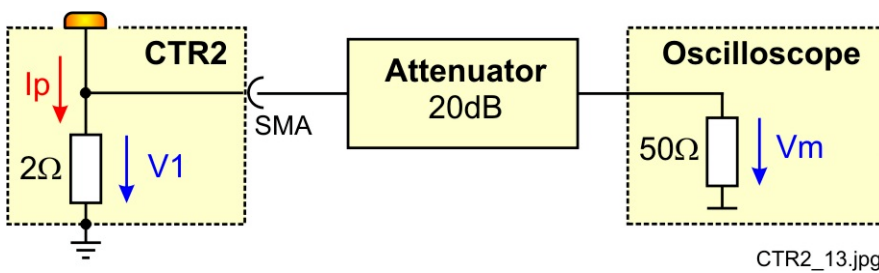 CTR2
Ip
2Ω
V1
SMA
Attenuator
20dB
Oscilloscope
50Ω
Vm
CTR2_13.jpg